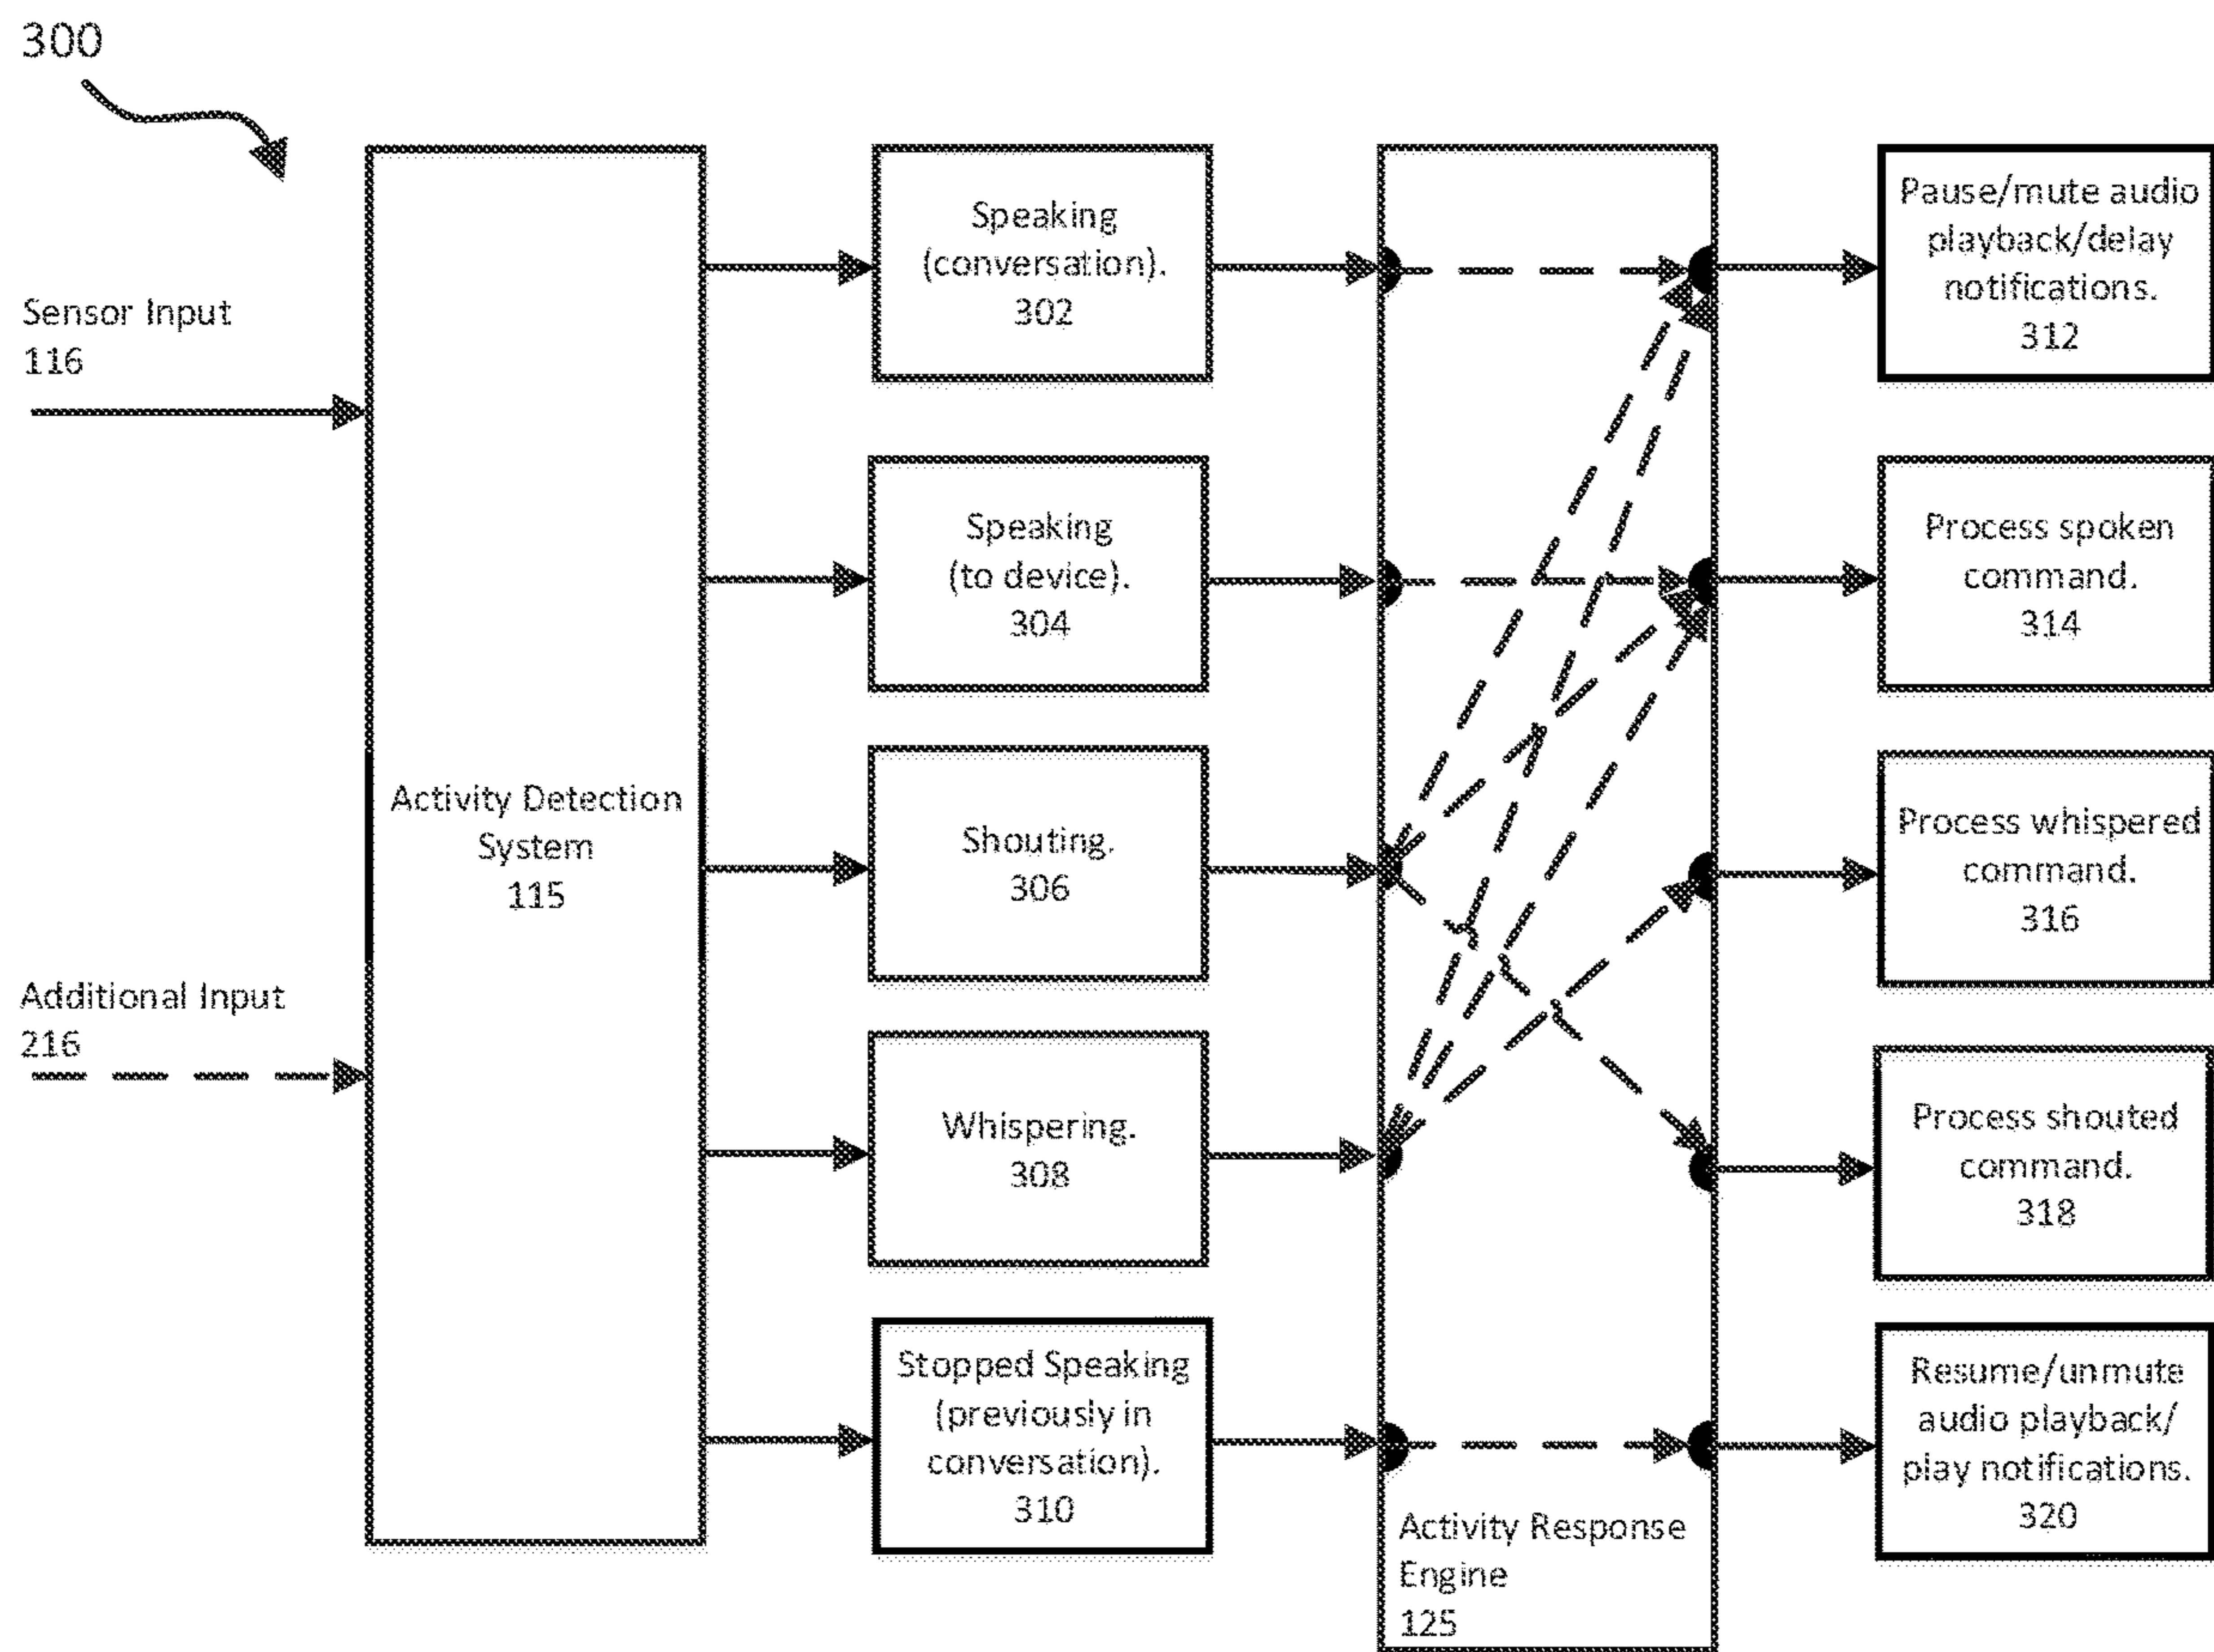 300
Sensor Input
116
Additional Input
216
Activity Detection
System
115
Speaking
(conversation).
302
Speaking
(to device).
304
Shouting.
306
Whispering.
308
Stopped Speaking
(previously in
conversation).
310
Activity Response
Engine
125
Pause/mute audio
playback/delay
notifications.
312
Process spoken
command.
314
Process whispered
command.
316
Process shouted
command.
318
Resume/unmute
audio playback/
play notifications.
320